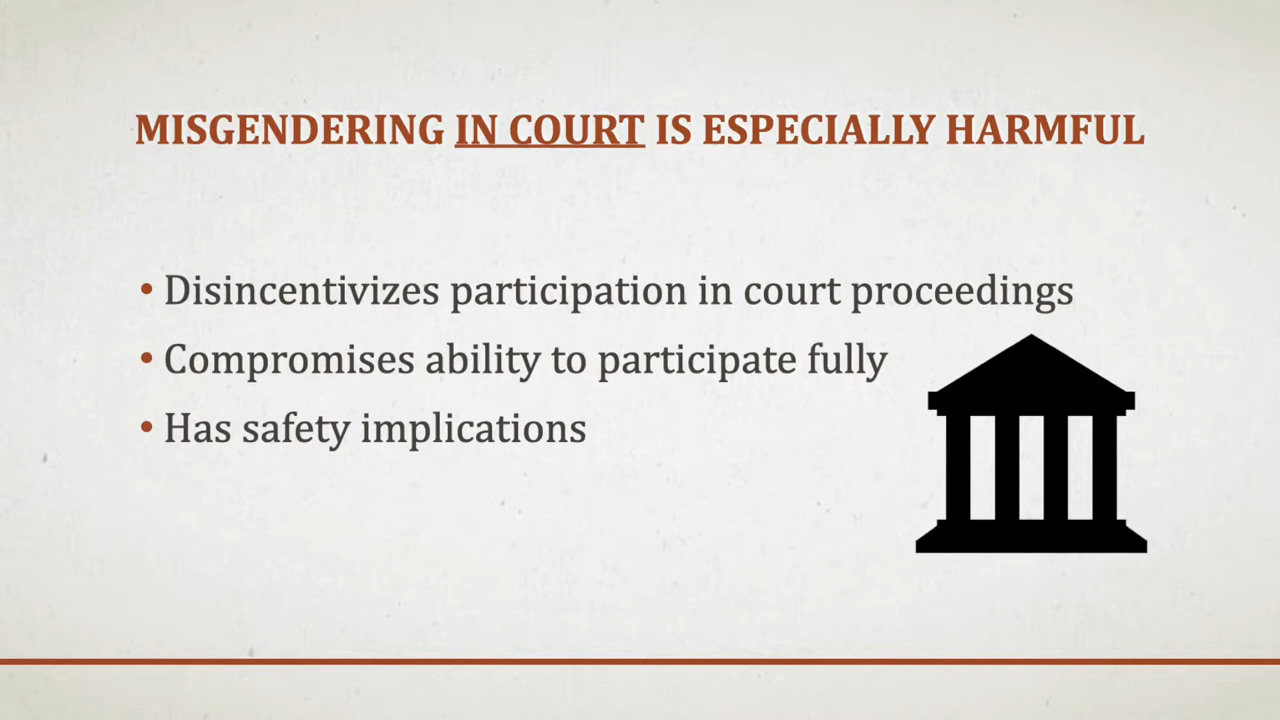 MISGENDERING IN COURT IS ESPECIALLY HARMFUL
• Disincentivizes participation in court proceedings
• Compromises ability to participate fully
• Has safety implications